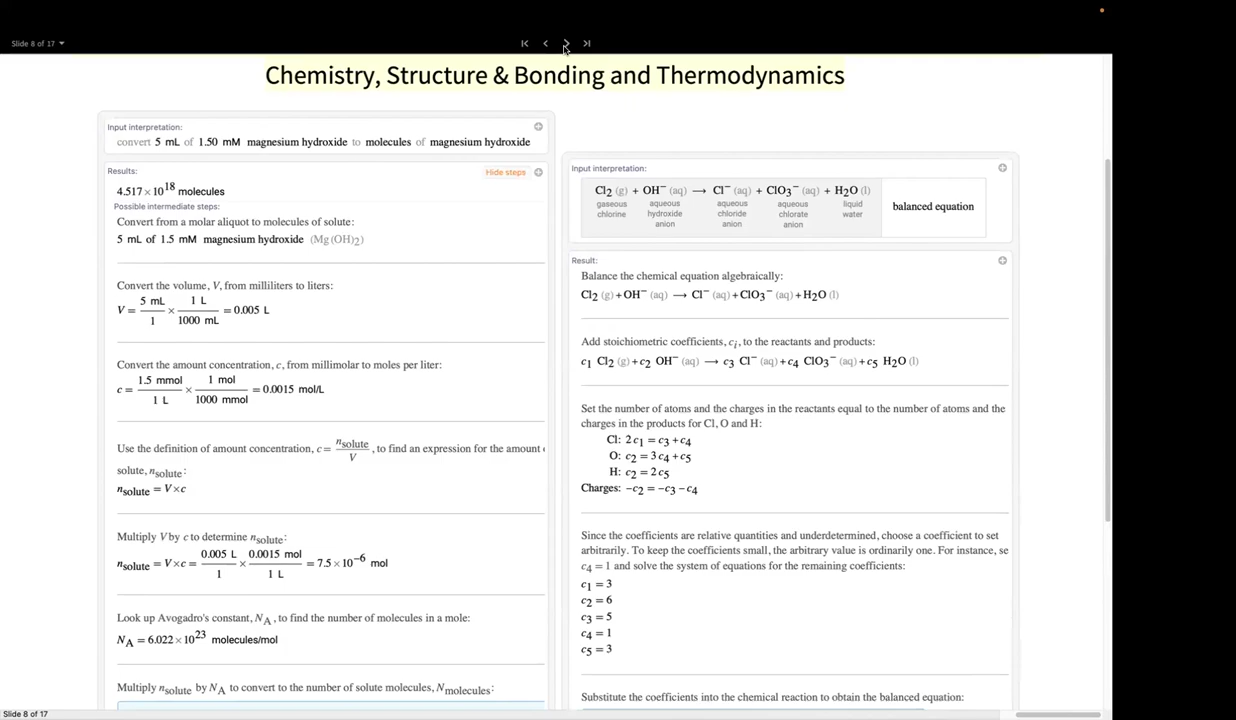 Slide 8 of 17
Chemistry, Structure & Bonding and Thermodynamics
Input interpretation:
convert 5 mL of 1.50 mM magnesium hydroxide to molecules of magnesium hydroxide
Results:
Hide steps
4.517×10^18 molecules
Possible intermediate steps:
Convert from a molar aliquot to molecules of solute:
5 mL of 1.5 mM magnesium hydroxide (Mg(OH)₂)
Convert the volume, V, from milliliters to liters:
V = 5 mL/1 × 1 L/1000 mL = 0.005 L
Convert the amount concentration, c, from millimolar to moles per liter:
c = 1.5 mmol/1 L × 1 mol/1000 mmol = 0.0015 mol/L
Use the definition of amount concentration, c = n_solute/V, to find an expression for the amount
solute, n_solute:
n_solute = V×c
Multiply V by c to determine n_solute:
n_solute = V×c = 0.005 L/1 × 0.0015 mol/1 L = 7.5×10^−6 mol
Look up Avogadro's constant, N_A, to find the number of molecules in a mole:
N_A = 6.022×10^23 molecules/mol
Multiply n_solute by N_A to convert to the number of solute molecules, N_molecules:
Input interpretation:
Cl₂ (g) + OH⁻ (aq) ⟶ Cl⁻ (aq) + ClO₃⁻ (aq) + H₂O (l)
gaseous chlorine
aqueous hydroxide anion
aqueous chloride anion
aqueous chlorate anion
liquid water
balanced equation
Result:
Balance the chemical equation algebraically:
Cl₂ (g) + OH⁻ (aq) ⟶ Cl⁻ (aq) + ClO₃⁻ (aq) + H₂O (l)
Add stoichiometric coefficients, c_i, to the reactants and products:
c₁ Cl₂ (g) + c₂ OH⁻ (aq) ⟶ c₃ Cl⁻ (aq) + c₄ ClO₃⁻ (aq) + c₅ H₂O (l)
Set the number of atoms and the charges in the reactants equal to the number of atoms and the
charges in the products for Cl, O and H:
Cl: 2 c₁ = c₃ + c₄
O: c₂ = 3 c₄ + c₅
H: c₂ = 2 c₅
Charges: −c₂ = −c₃ − c₄
Since the coefficients are relative quantities and underdetermined, choose a coefficient to set
arbitrarily. To keep the coefficients small, the arbitrary value is ordinarily one. For instance, se
c₄ = 1 and solve the system of equations for the remaining coefficients:
c₁ = 3
c₂ = 6
c₃ = 5
c₄ = 1
c₅ = 3
Substitute the coefficients into the chemical reaction to obtain the balanced equation:
Slide 8 of 17